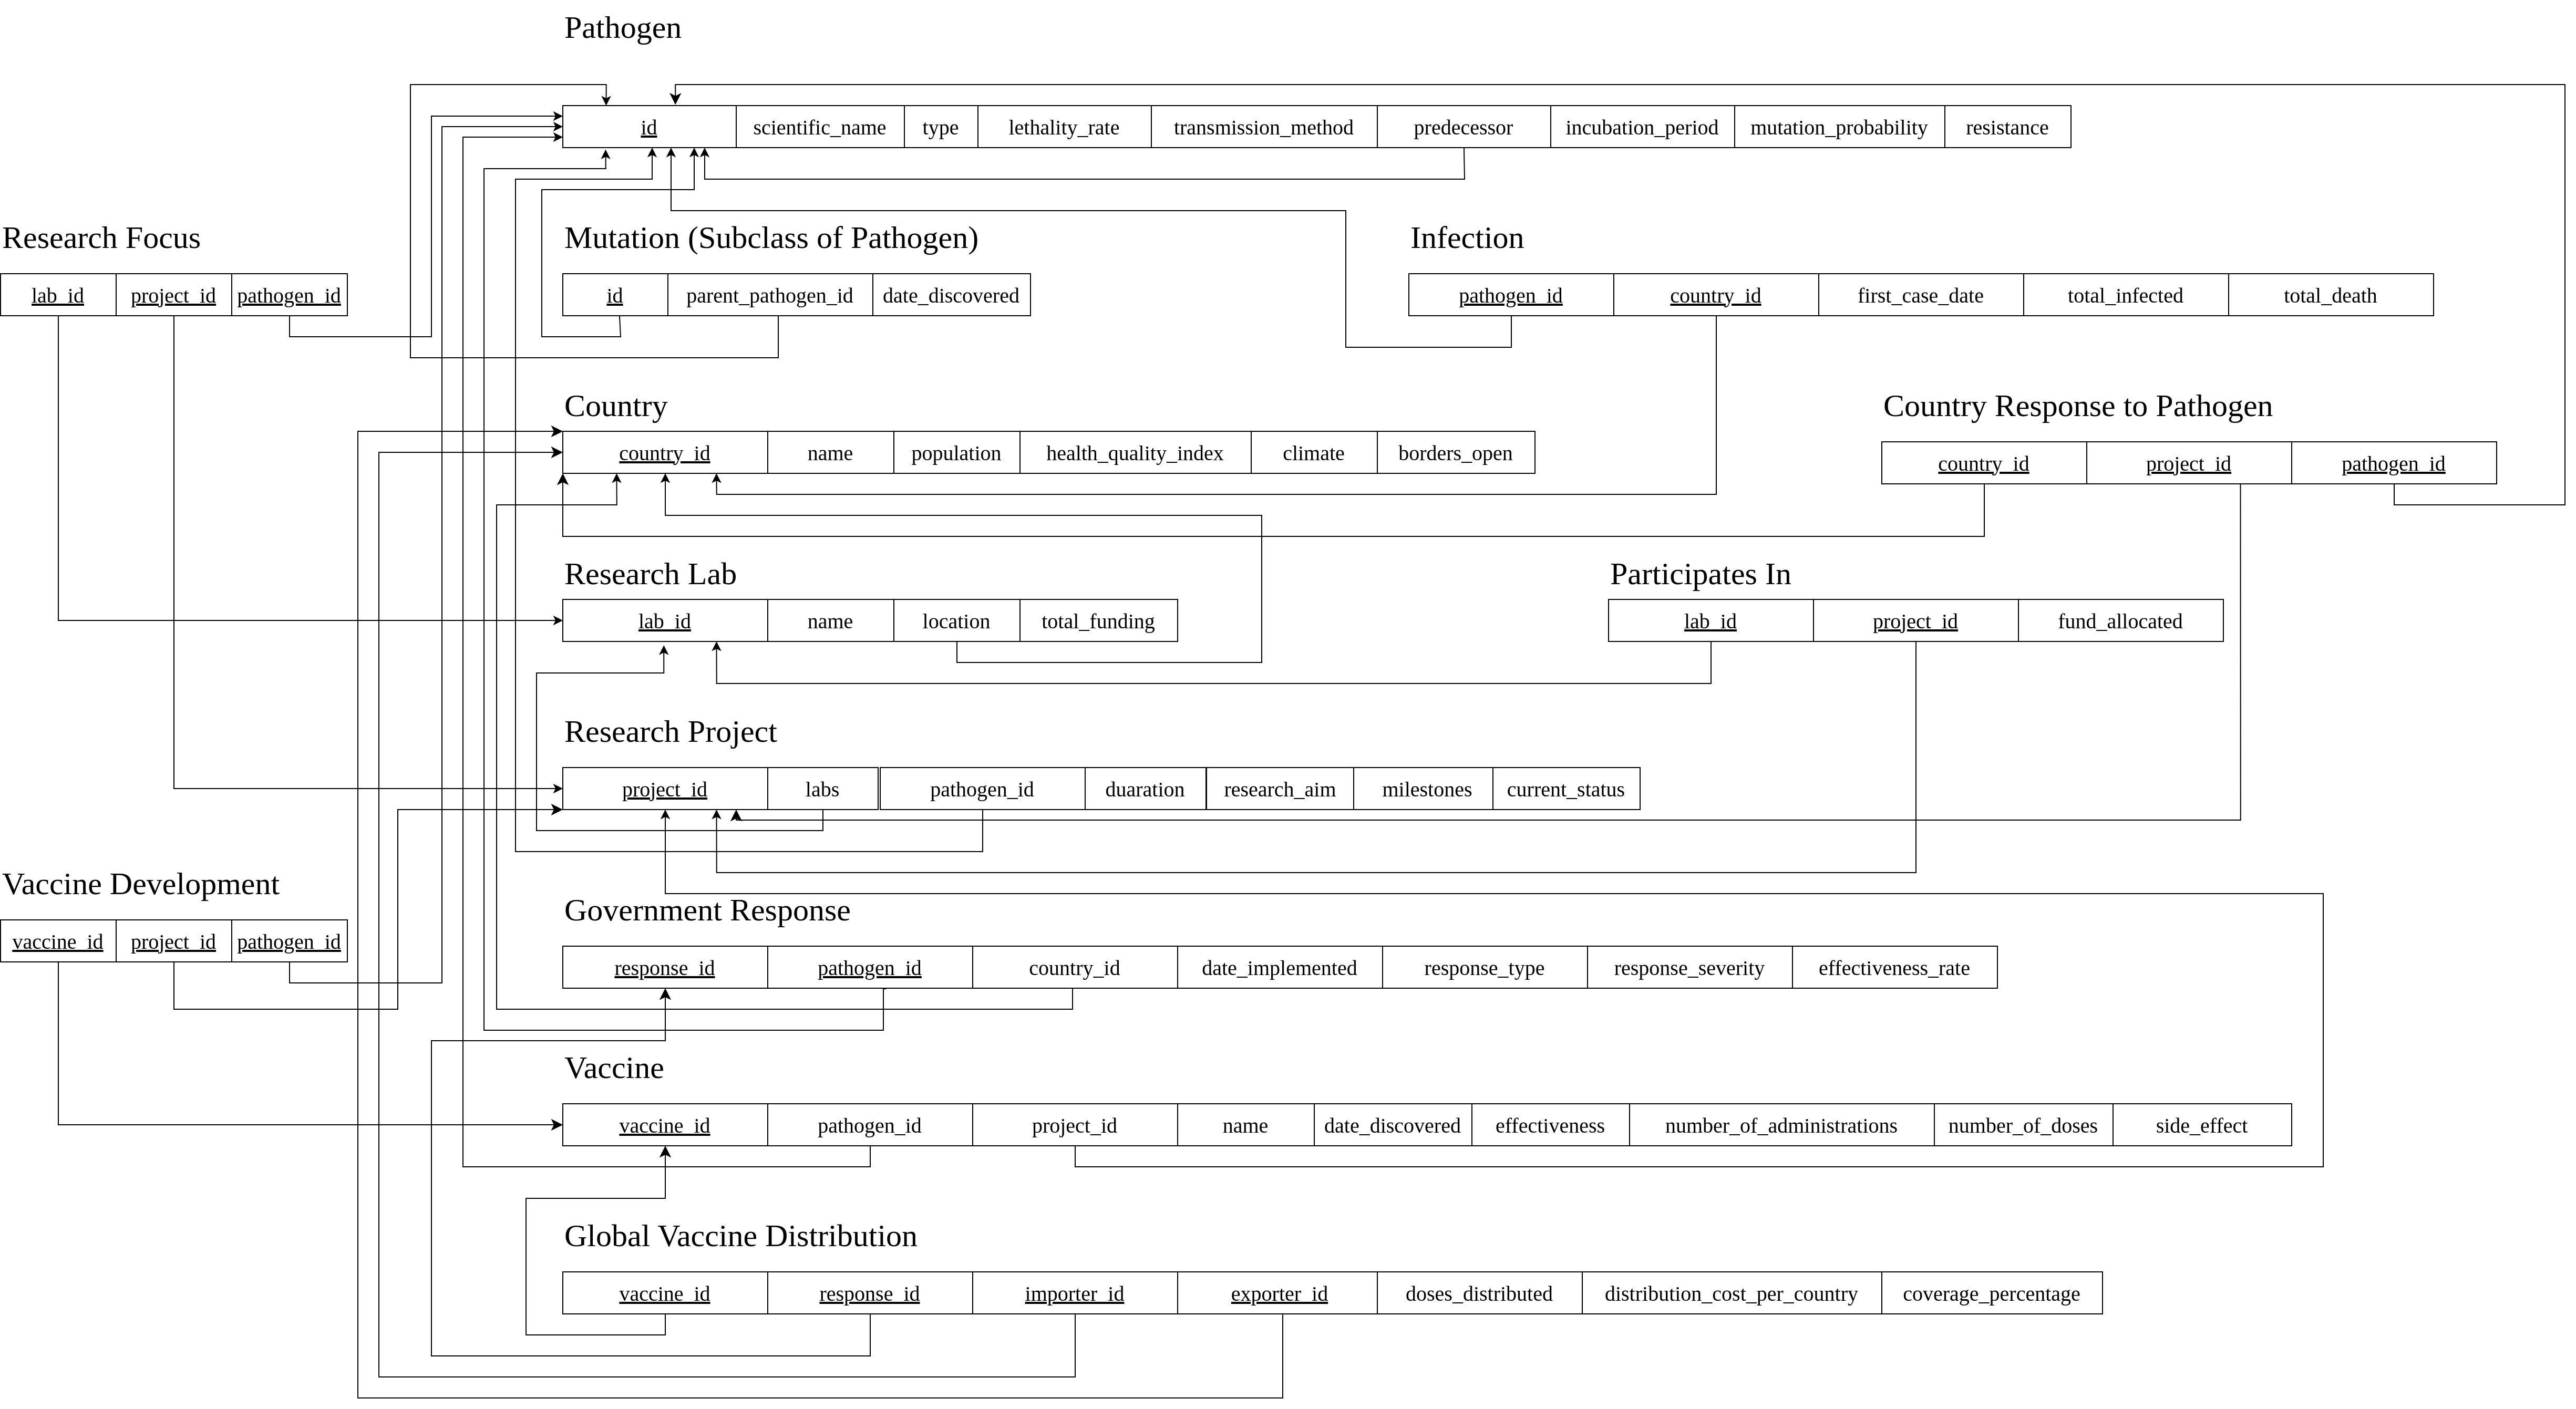 Pathogen
id scientific_name type lethality_rate transmission_method predecessor incubation_period mutation_probability resistance
Research Focus
lab_id project_id pathogen_id
Mutation (Subclass of Pathogen)
id parent_pathogen_id date_discovered
Infection
pathogen_id country_id first_case_date total_infected total_death
Country
country_id name population health_quality_index climate borders_open
Country Response to Pathogen
country_id project_id pathogen_id
Research Lab
lab_id name location total_funding
Participates In
lab_id project_id fund_allocated
Research Project
project_id labs pathogen_id duaration research_aim milestones current_status
Vaccine Development
vaccine_id project_id pathogen_id
Government Response
response_id pathogen_id country_id date_implemented response_type response_severity effectiveness_rate
Vaccine
vaccine_id pathogen_id project_id name date_discovered effectiveness number_of_administrations number_of_doses side_effect
Global Vaccine Distribution
vaccine_id response_id importer_id exporter_id doses_distributed distribution_cost_per_country coverage_percentage